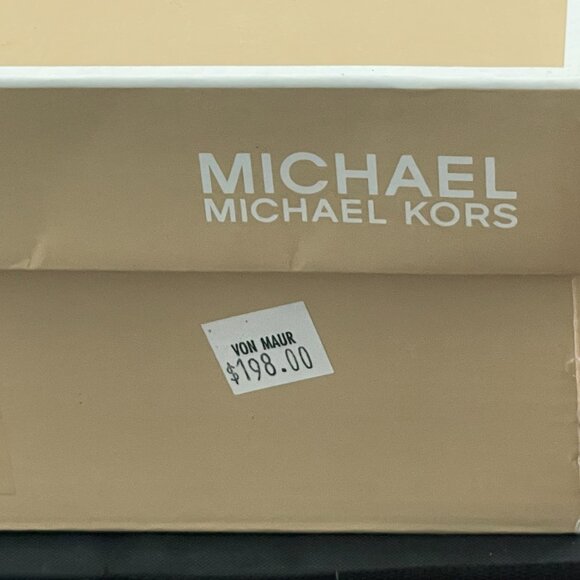 MICHAEL
MICHAEL KORS
VON MAUR
$198.00